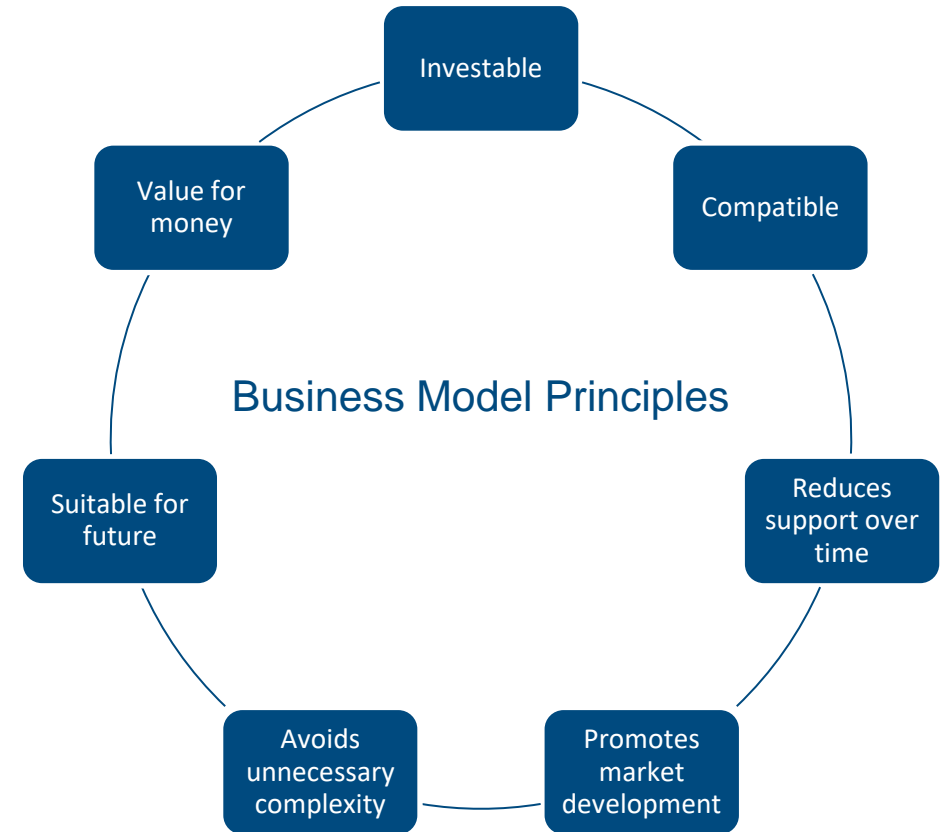 Investable
Compatible
Reduces
support over
time
Promotes
market
development
Avoids
unnecessary
complexity
Suitable for
future
Value for
money
Business Model Principles